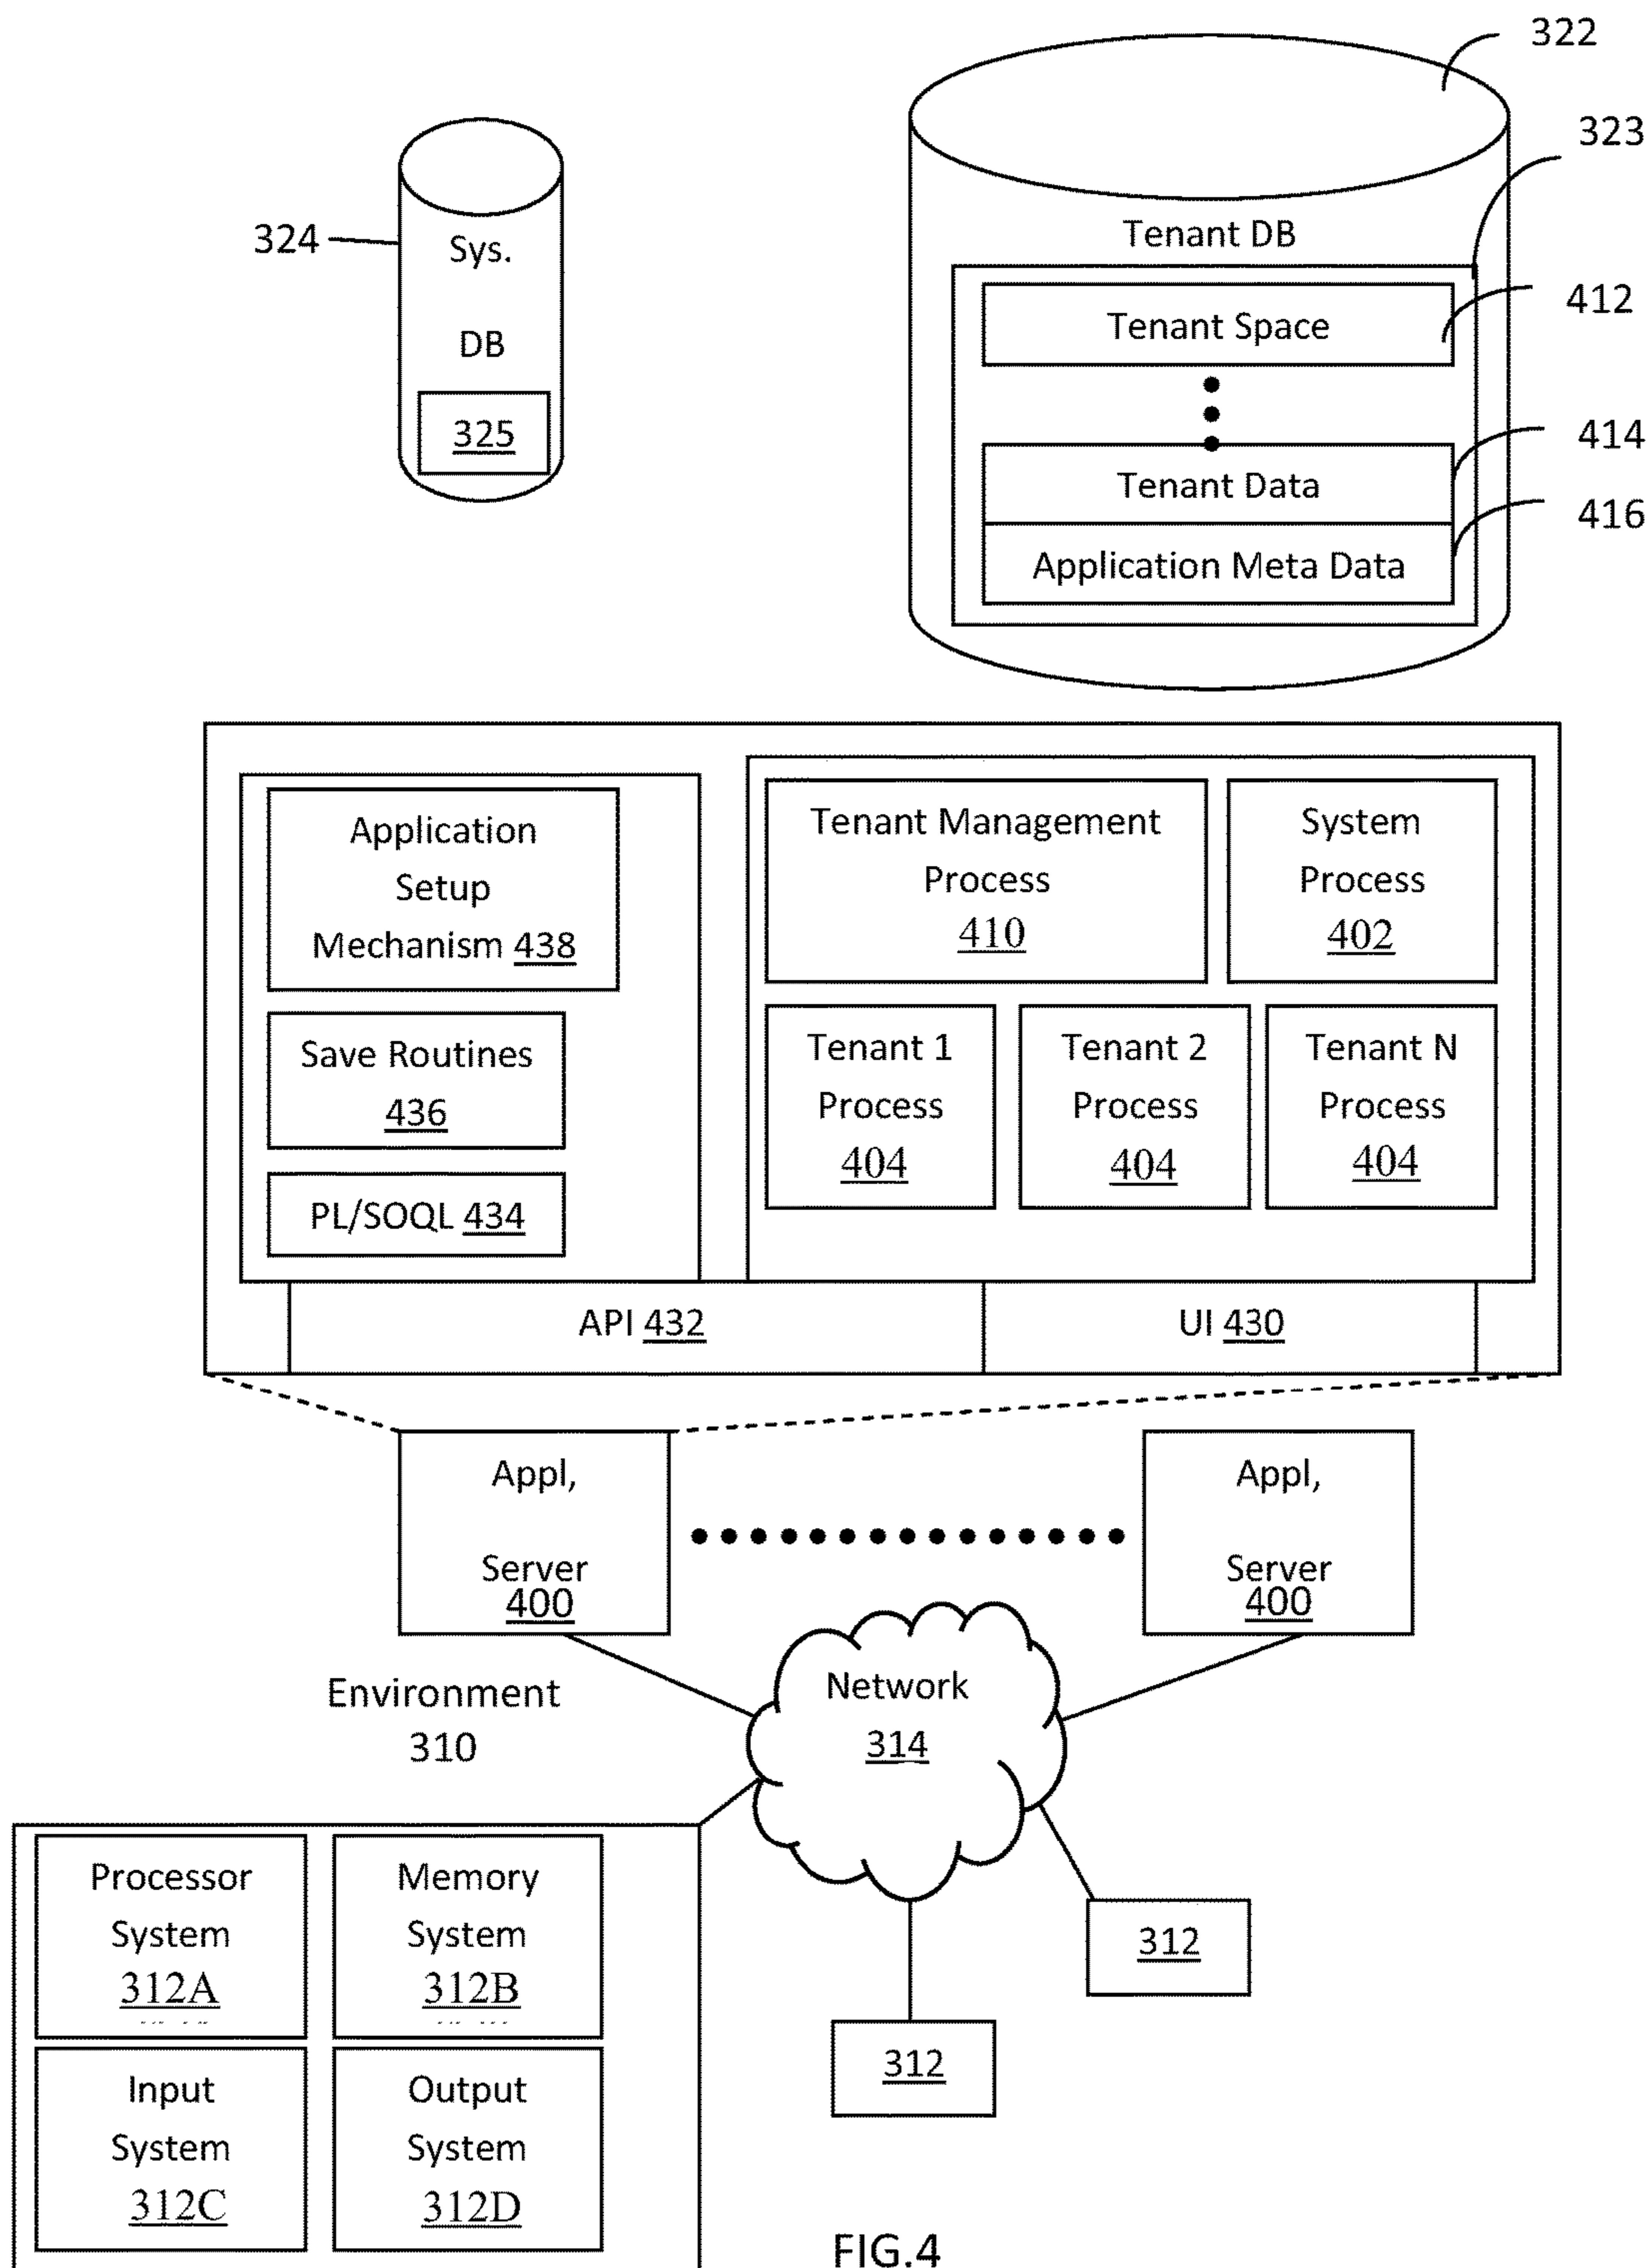 322
323
324
Sys.
DB
325
Tenant DB
Tenant Space
412
414
Tenant Data
416
Application Meta Data
Application
Setup
Mechanism 438
Save Routines
436
PL/SOQL 434
Tenant Management
Process
410
System
Process
402
Tenant 1
Process
404
Tenant 2
Process
404
Tenant N
Process
404
API 432
UI 430
Appl,
Server
400
Appl,
Server
400
Environment
310
Network
314
Processor
System
312A
Memory
System
312B
Input
System
312C
Output
System
312D
312
312
FIG.4